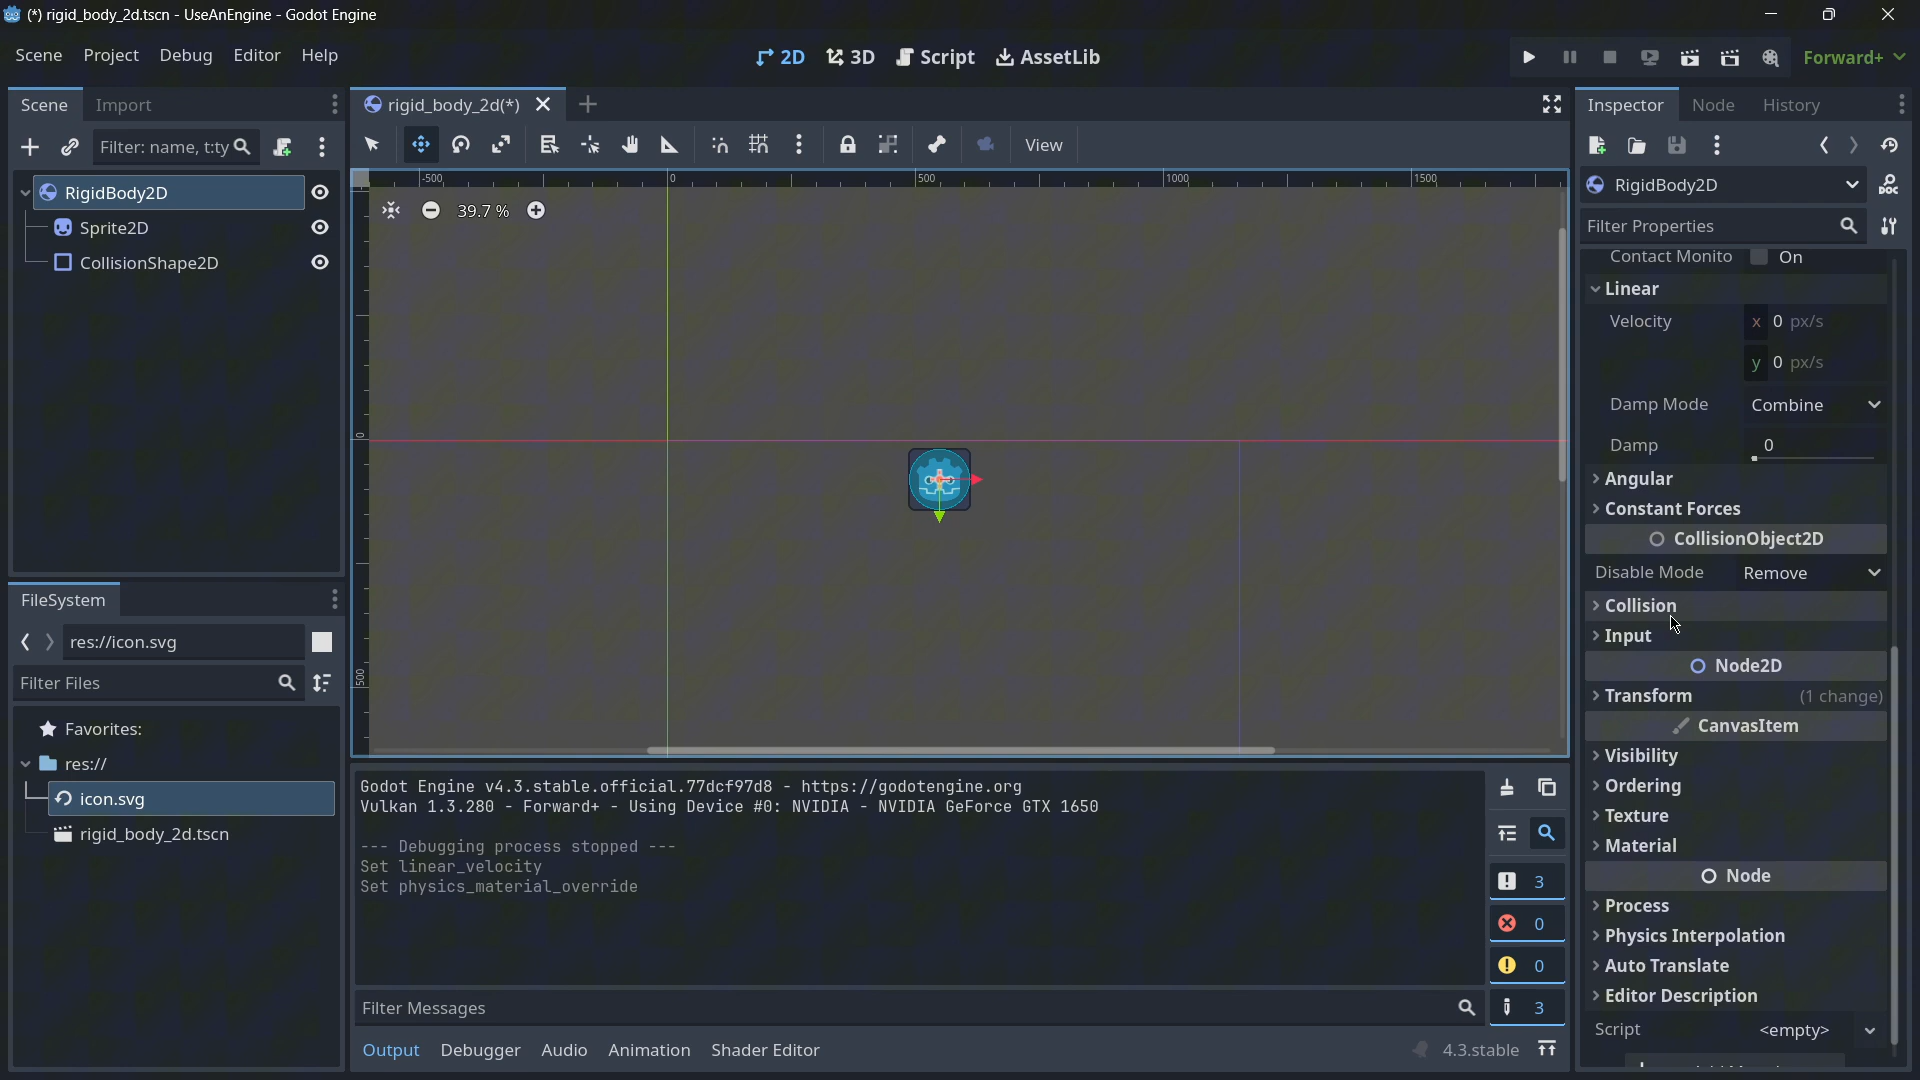 (*) rigid_body_2d.tscn - UseAnEngine - Godot Engine
Scene Project Debug Editor Help
2D 3D Script AssetLib
Forward+
Scene Import
rigid_body_2d(*)
Inspector Node History
Filter: name, t:ty
View
RigidBody2D
Sprite2D
CollisionShape2D
-500 0 500 1000 1500
39.7 %
0
500
RigidBody2D
Filter Properties
Contact Monito On
Linear
Velocity x 0 px/s
y 0 px/s
Damp Mode Combine
Damp 0
Angular
Constant Forces
CollisionObject2D
Disable Mode Remove
Collision
Input
Node2D
Transform (1 change)
CanvasItem
Visibility
Ordering
Texture
Material
Node
Process
Physics Interpolation
Auto Translate
Editor Description
Script <empty>
FileSystem
res://icon.svg
Filter Files
Favorites:
res://
icon.svg
rigid_body_2d.tscn
Godot Engine v4.3.stable.official.77dcf97d8 - https://godotengine.org
Vulkan 1.3.280 - Forward+ - Using Device #0: NVIDIA - NVIDIA GeForce GTX 1650
--- Debugging process stopped ---
Set linear_velocity
Set physics_material_override
3
0
0
3
Filter Messages
Output Debugger Audio Animation Shader Editor
4.3.stable